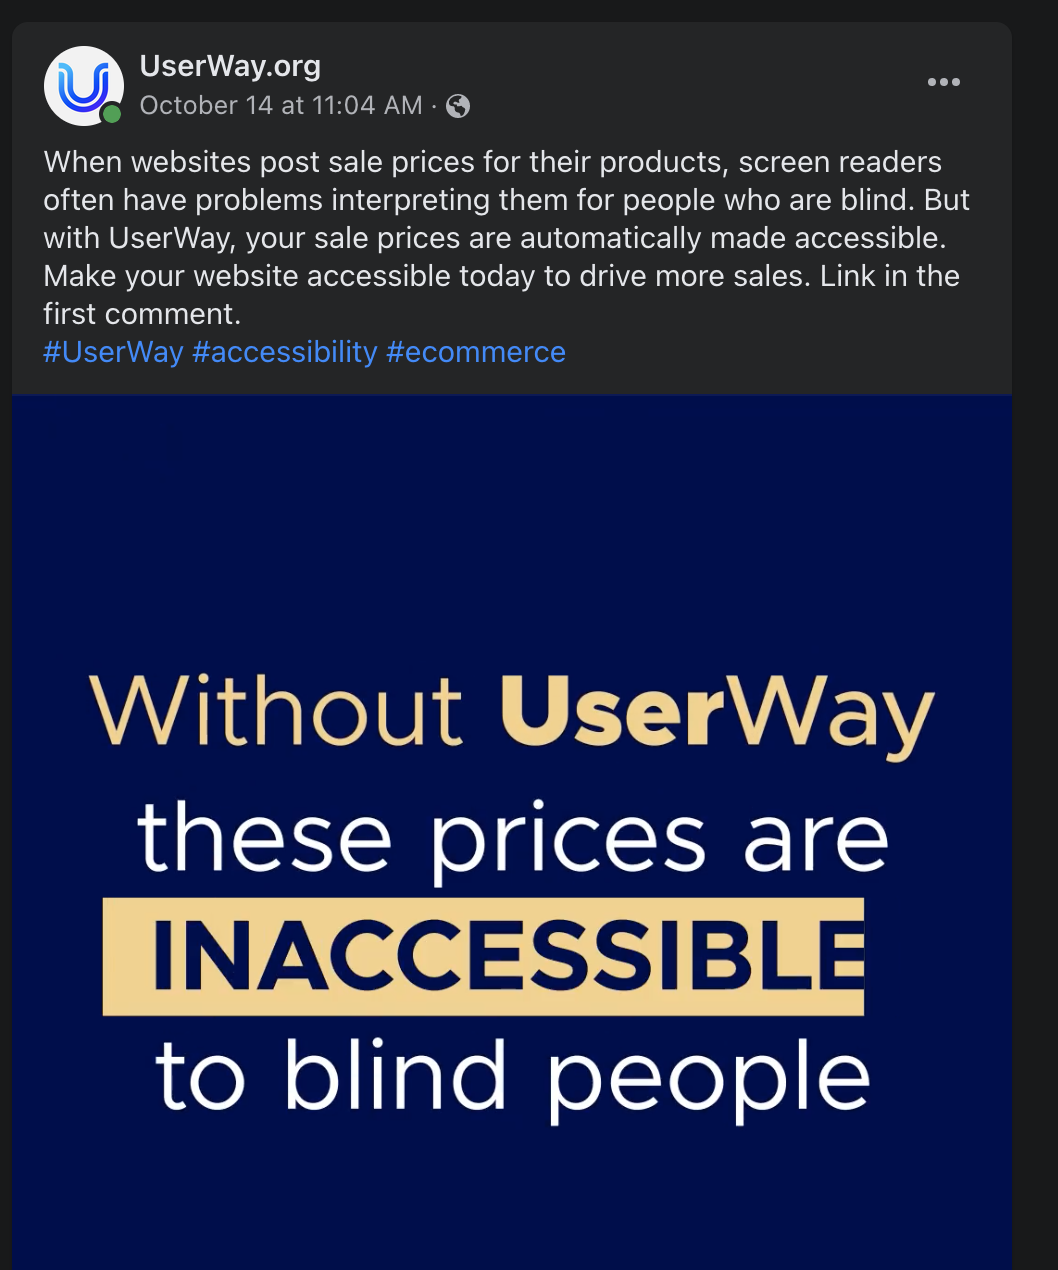 UserWay.org
October 14 at 11:04 AM ·
When websites post sale prices for their products, screen readers
often have problems interpreting them for people who are blind. But
with UserWay, your sale prices are automatically made accessible.
Make your website accessible today to drive more sales. Link in the
first comment.
#UserWay #accessibility #ecommerce
Without UserWay
these prices are
INACCESSIBLE
to blind people